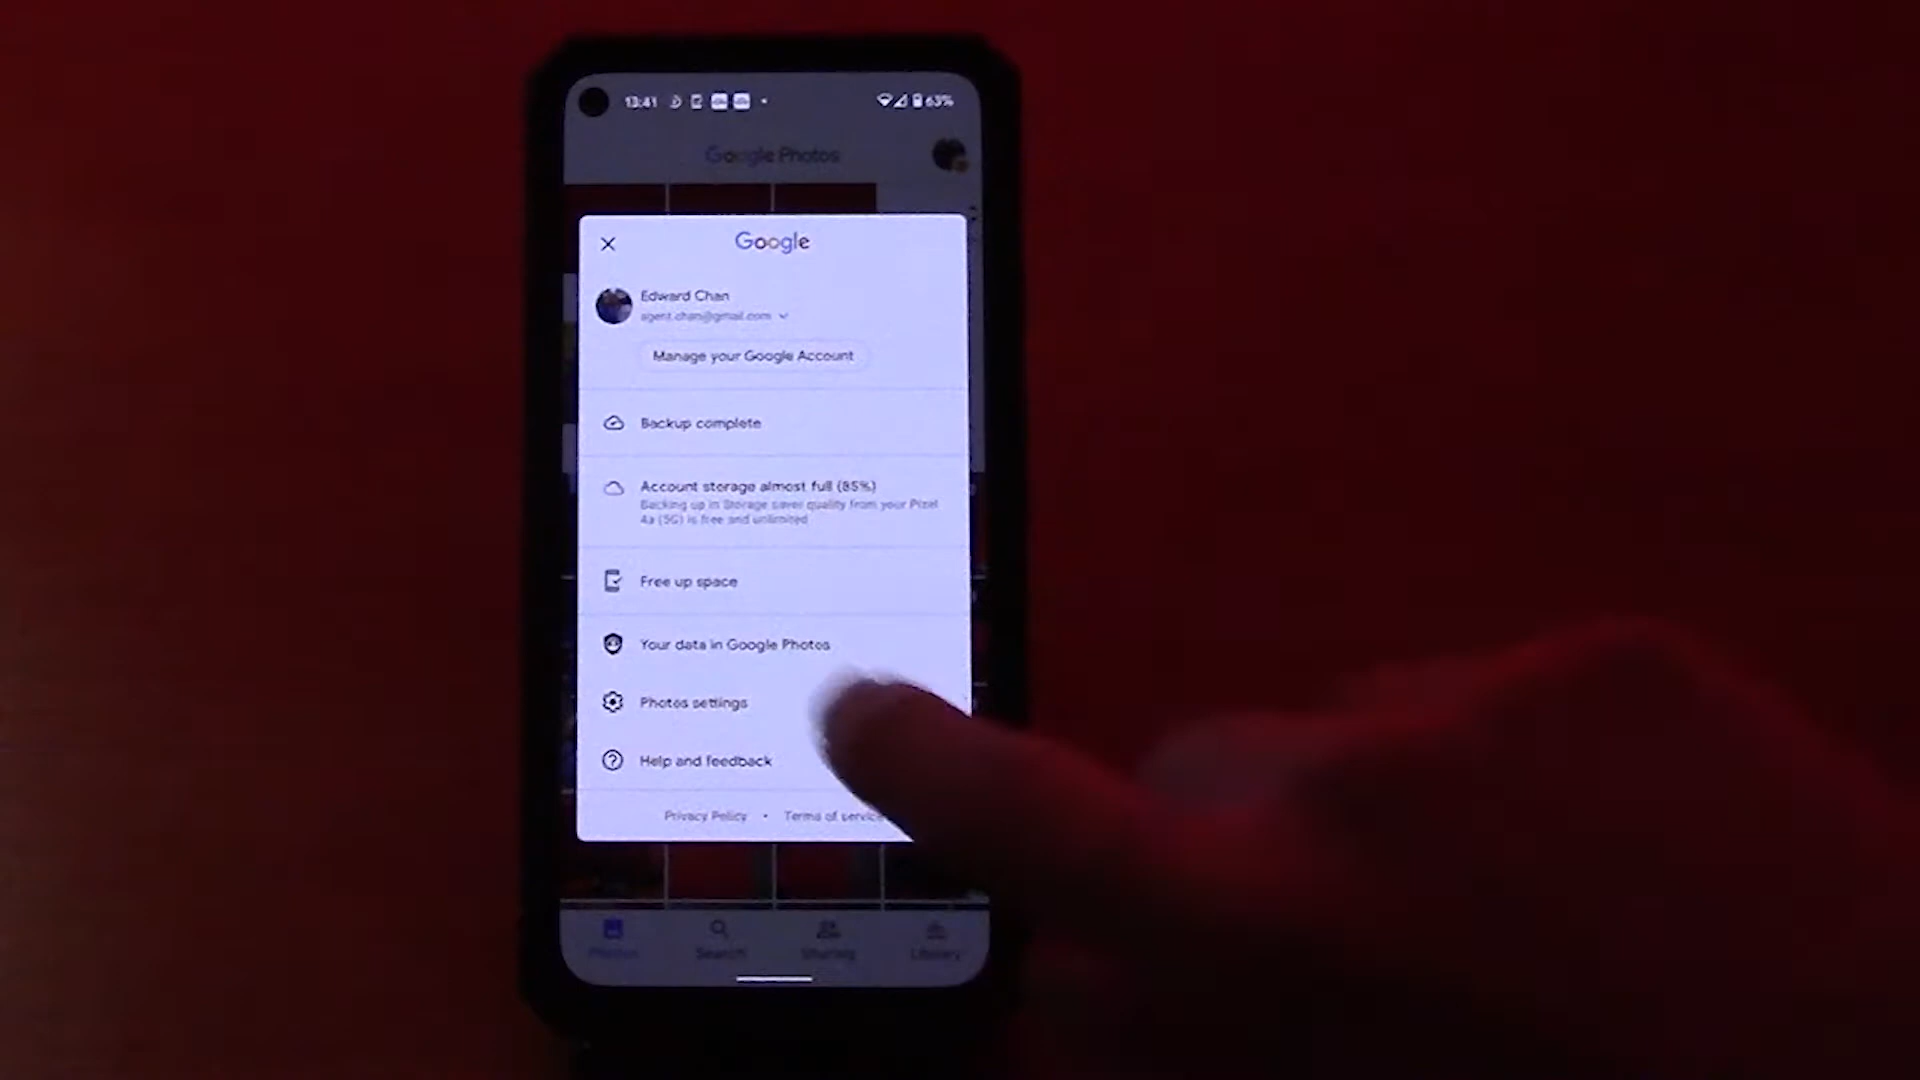 13:41
63%
Google Photos
Google
Edward Chan
agent.chan@gmail.com
Manage your Google Account
Backup complete
Account storage almost full (85%)
Backing up in Storage saver quality from your Pixel
4a (5G) is free and unlimited
Free up space
Your data in Google Photos
Photos settings
Help and feedback
Privacy Policy • Terms of service
Photos Search Sharing Library